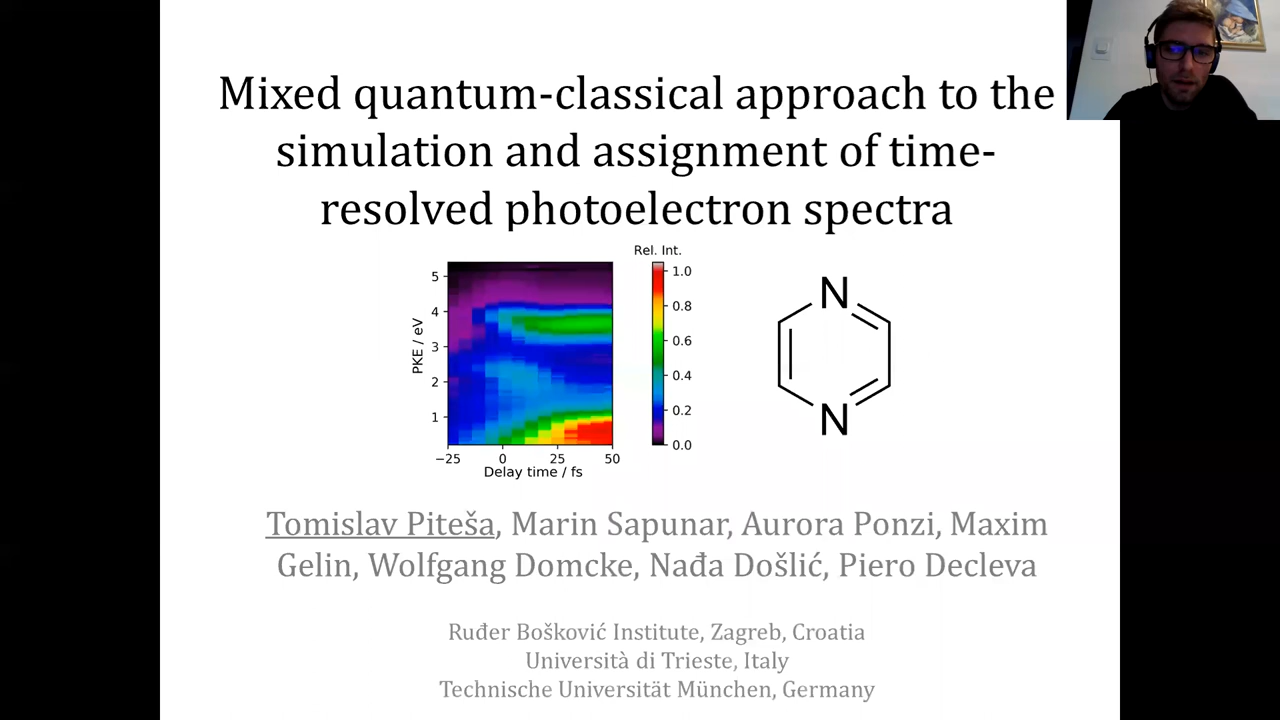 Mixed quantum-classical approach to the
simulation and assignment of time-
resolved photoelectron spectra
Rel. Int.
PKE / eV
5
4
3
2
1
−25
0
25
50
Delay time / fs
1.0
0.8
0.6
0.4
0.2
0.0
N
N
Tomislav Piteša, Marin Sapunar, Aurora Ponzi, Maxim
Gelin, Wolfgang Domcke, Nađa Došlić, Piero Decleva
Ruđer Bošković Institute, Zagreb, Croatia
Università di Trieste, Italy
Technische Universität München, Germany